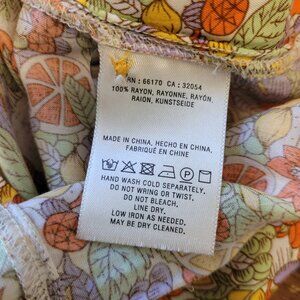 RN : 66170 CA : 32054
100% RAYON, RAYONNE, RAYÓN,
RAION, KUNSTSEIDE
MADE IN CHINA, HECHO EN CHINA,
FABRIQUÉ EN CHINE
P
HAND WASH COLD SEPARATELY.
DO NOT WRING OR TWIST.
DO NOT BLEACH.
LINE DRY.
LOW IRON AS NEEDED.
MAY BE DRY CLEANED.